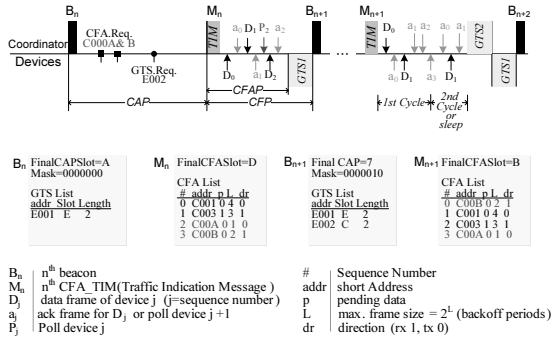 Bn Mn Bn+1 Mn+1 Bn+2
CFA.Req.
C000A& B
TIM
a0 D1 P2 a2
TIM
D0
a1 a2 a0
GTS2
Coordinator
Devices
GTS.Req.
E002
D0 a1 D2
GTS1
...
a0 D1 a3 D1
GTS1
CAP
CFAP
CFP
1st Cycle
2nd
Cycle
or
sleep
Bn FinalCAPSlot=A
Mask=0000000
GTS List
addr Slot Length
E001 E 2
Mn FinalCFASlot=D
CFA List
# addr p L dr
0 C001 0 4 0
1 C003 1 3 1
2 C00A 0 1 0
3 C00B 0 2 1
Bn+1 Final CAP=7
Mask=0000010
GTS List
addr Slot Length
E001 E 2
E002 C 2
Mn+1 FinalCFASlot=B
CFA List
# addr p L dr
0 C00B 0 2 1
1 C001 0 4 0
2 C003 1 3 1
3 C00A 0 1 0
Bn nth beacon
Mn nth CFA_TIM(Traffic Indication Message )
Dj data frame of device j (j=sequence number)
aj ack frame for Dj or poll device j +1
Pj Poll device j
# Sequence Number
addr short Address
p pending data
L max. frame size = 2^L (backoff periods)
dr direction (rx 1, tx 0)